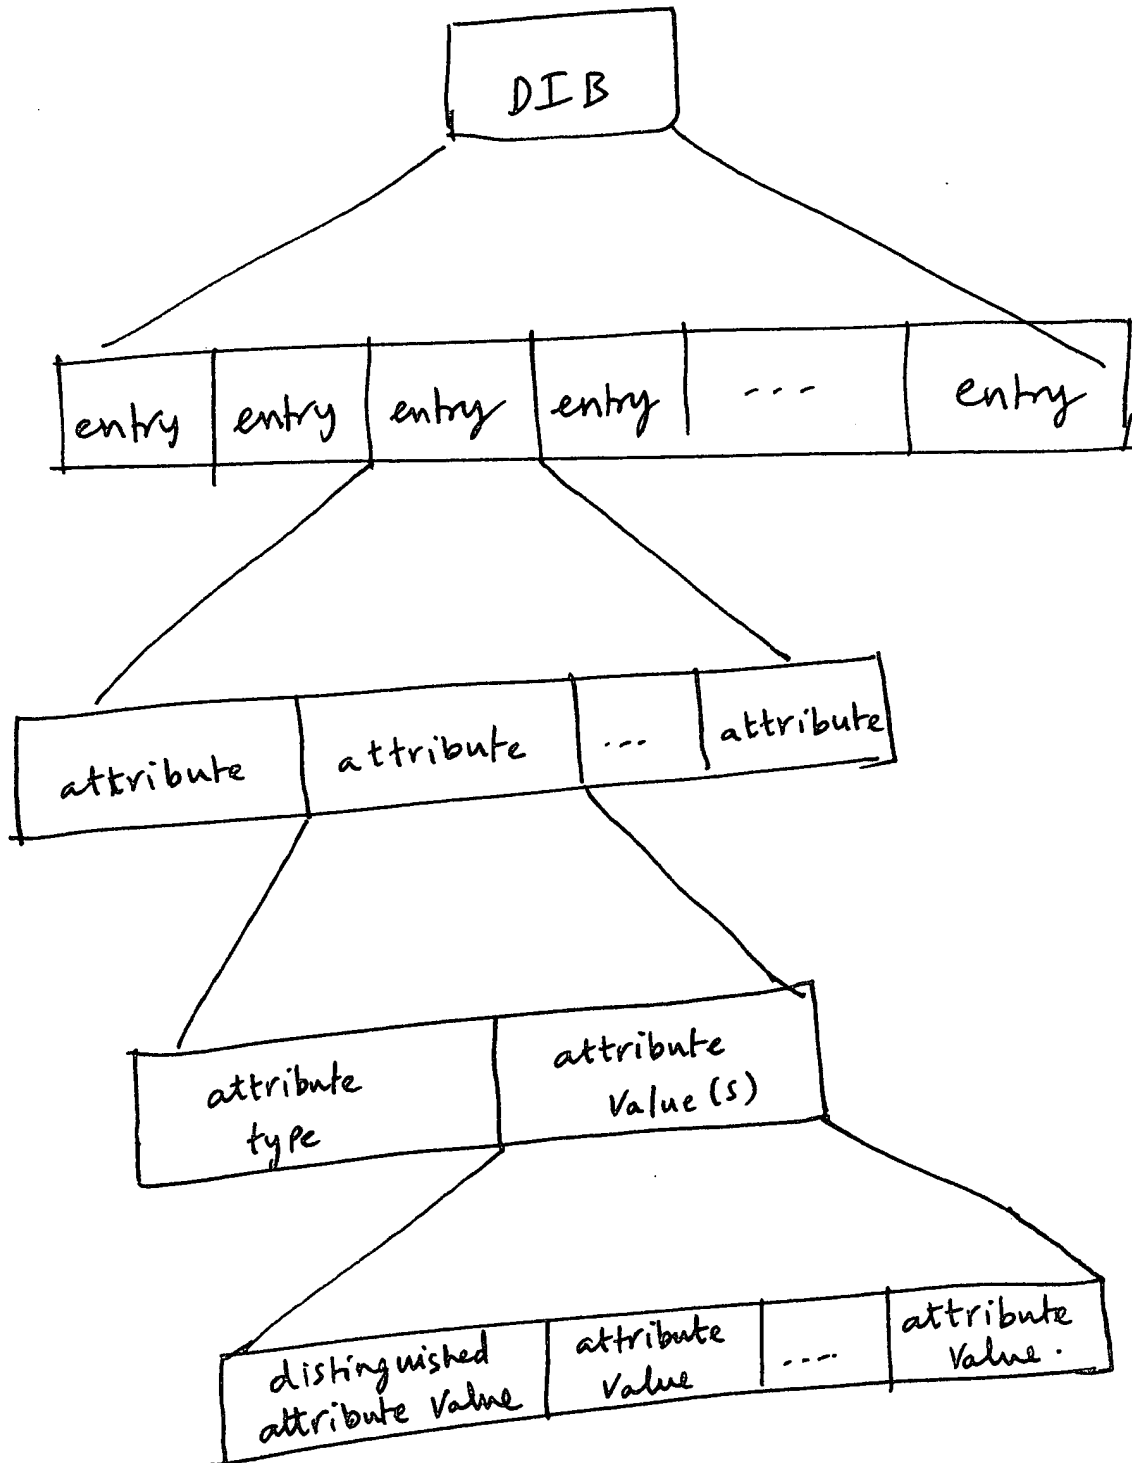 DIB
entry entry entry entry --- entry
attribute attribute ... attribute
attribute attribute
type value(s)
distinguished attribute .... attribute
attribute value value value.